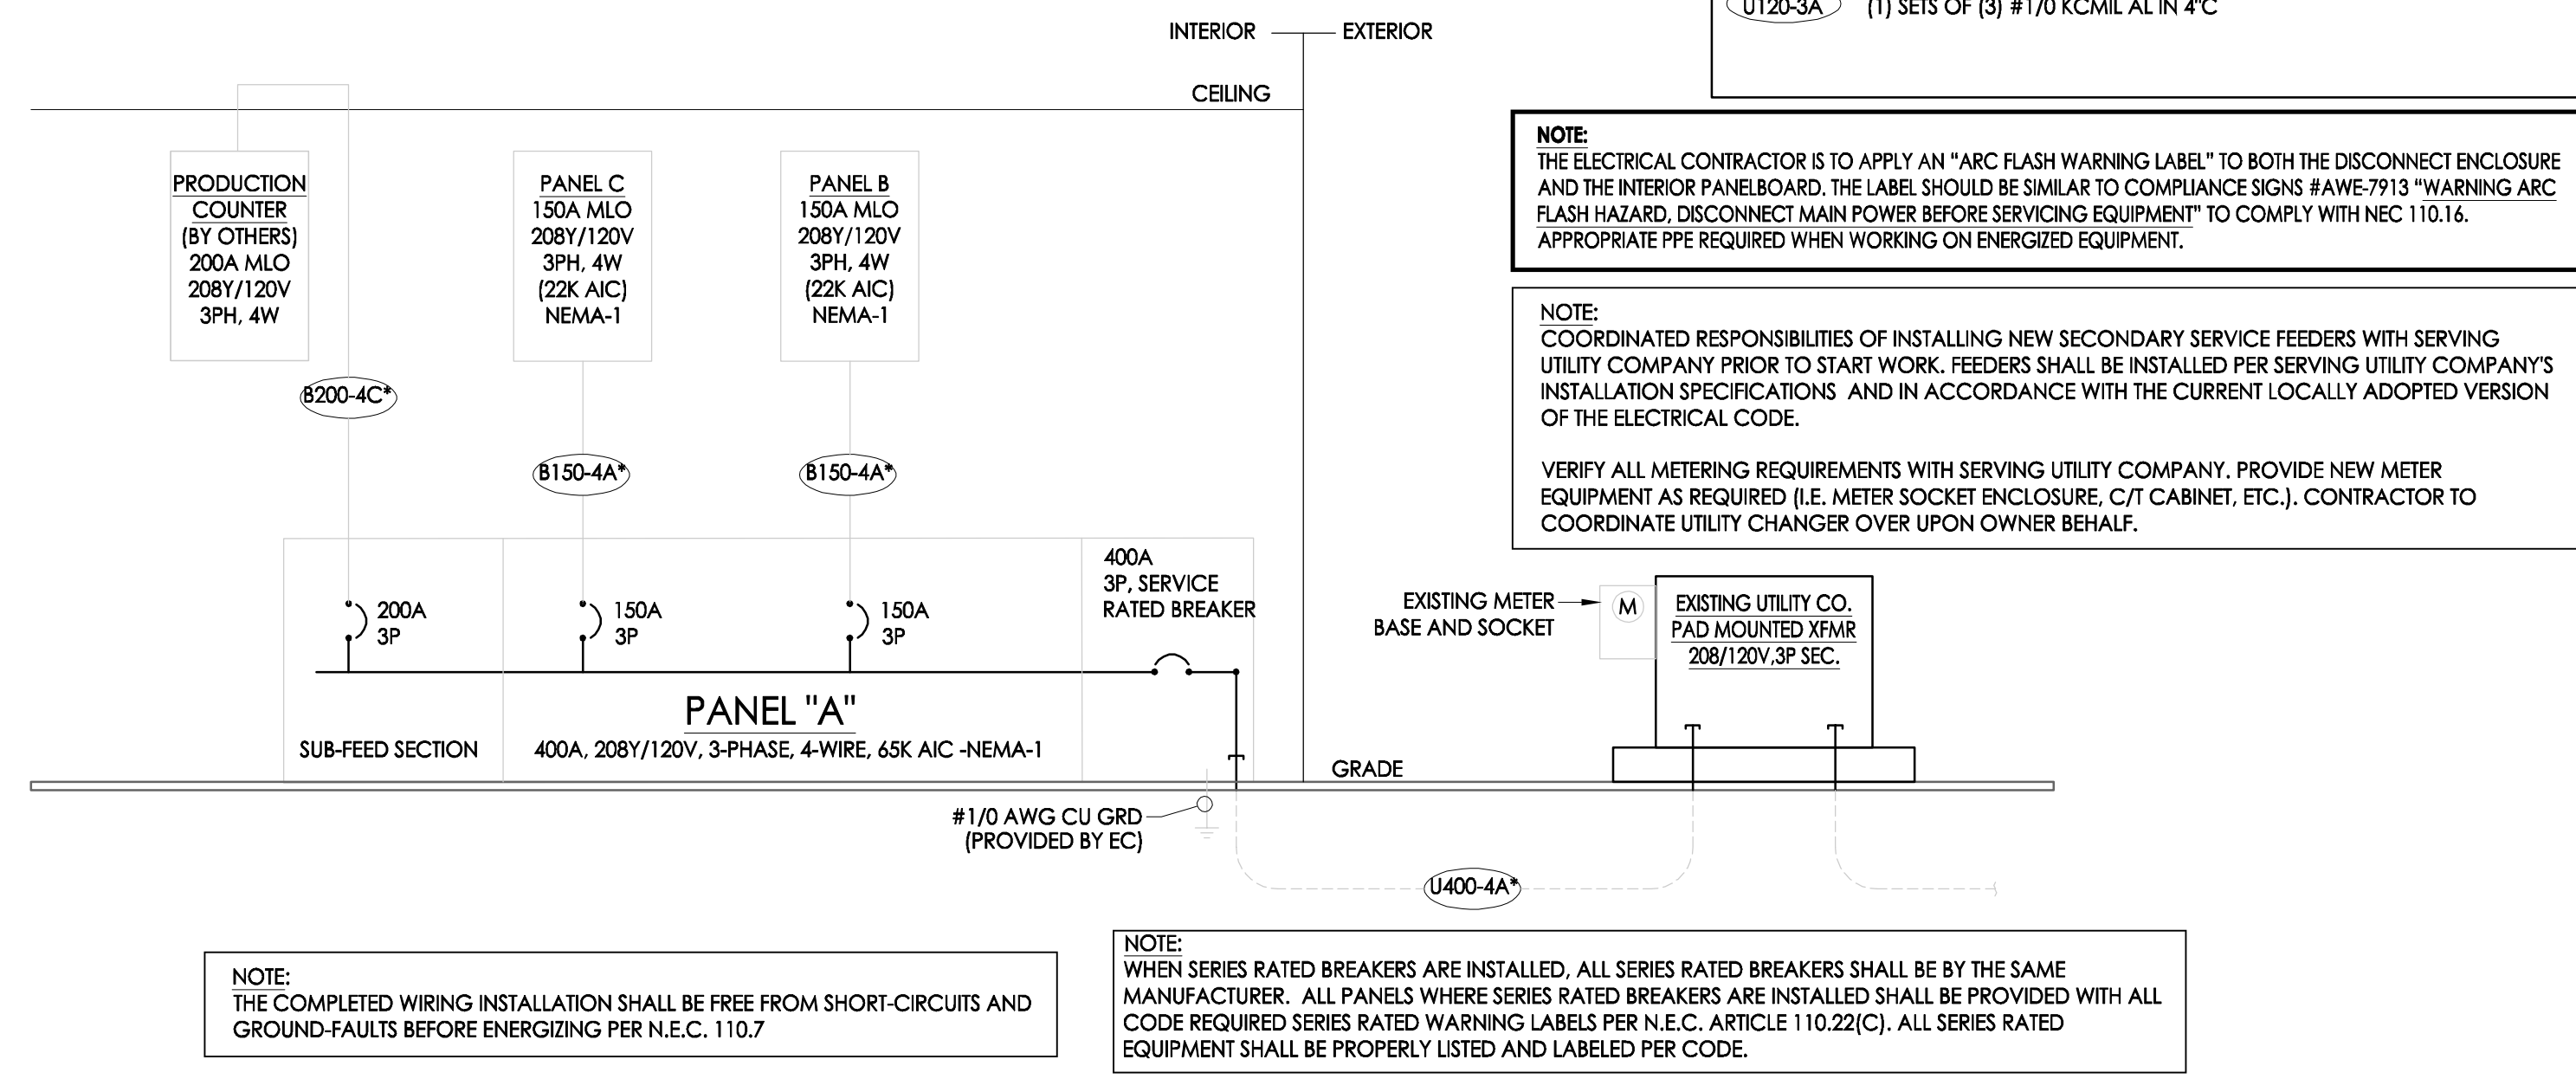 U120-3A (1) SETS OF (3) #1/0 KCMIL AL IN 4"C
INTERIOR
EXTERIOR
CEILING
PRODUCTION
COUNTER
(BY OTHERS)
200A MLO
208Y/120V
3PH, 4W
PANEL C
150A MLO
208Y/120V
3PH, 4W
(22K AIC)
NEMA-1
PANEL B
150A MLO
208Y/120V
3PH, 4W
(22K AIC)
NEMA-1
B200-4C*
B150-4A*
B150-4A*
200A
3P
150A
3P
150A
3P
400A
3P, SERVICE
RATED BREAKER
PANEL "A"
SUB-FEED SECTION
400A, 208Y/120V, 3-PHASE, 4-WIRE, 65K AIC -NEMA-1
GRADE
#1/0 AWG CU GRD
(PROVIDED BY EC)
U400-4A*
EXISTING METER
BASE AND SOCKET
M
EXISTING UTILITY CO.
PAD MOUNTED XFMR
208/120V,3P SEC.
NOTE:
THE ELECTRICAL CONTRACTOR IS TO APPLY AN “ARC FLASH WARNING LABEL” TO BOTH THE DISCONNECT ENCLOSURE
AND THE INTERIOR PANELBOARD. THE LABEL SHOULD BE SIMILAR TO COMPLIANCE SIGNS #AWE-7913 “WARNING ARC
FLASH HAZARD, DISCONNECT MAIN POWER BEFORE SERVICING EQUIPMENT” TO COMPLY WITH NEC 110.16.
APPROPRIATE PPE REQUIRED WHEN WORKING ON ENERGIZED EQUIPMENT.
NOTE:
COORDINATED RESPONSIBILITIES OF INSTALLING NEW SECONDARY SERVICE FEEDERS WITH SERVING
UTILITY COMPANY PRIOR TO START WORK. FEEDERS SHALL BE INSTALLED PER SERVING UTILITY COMPANY'S
INSTALLATION SPECIFICATIONS AND IN ACCORDANCE WITH THE CURRENT LOCALLY ADOPTED VERSION
OF THE ELECTRICAL CODE.
VERIFY ALL METERING REQUIREMENTS WITH SERVING UTILITY COMPANY. PROVIDE NEW METER
EQUIPMENT AS REQUIRED (I.E. METER SOCKET ENCLOSURE, C/T CABINET, ETC.). CONTRACTOR TO
COORDINATE UTILITY CHANGER OVER UPON OWNER BEHALF.
NOTE:
THE COMPLETED WIRING INSTALLATION SHALL BE FREE FROM SHORT-CIRCUITS AND
GROUND-FAULTS BEFORE ENERGIZING PER N.E.C. 110.7
NOTE:
WHEN SERIES RATED BREAKERS ARE INSTALLED, ALL SERIES RATED BREAKERS SHALL BE BY THE SAME
MANUFACTURER. ALL PANELS WHERE SERIES RATED BREAKERS ARE INSTALLED SHALL BE PROVIDED WITH ALL
CODE REQUIRED SERIES RATED WARNING LABELS PER N.E.C. ARTICLE 110.22(C). ALL SERIES RATED
EQUIPMENT SHALL BE PROPERLY LISTED AND LABELED PER CODE.